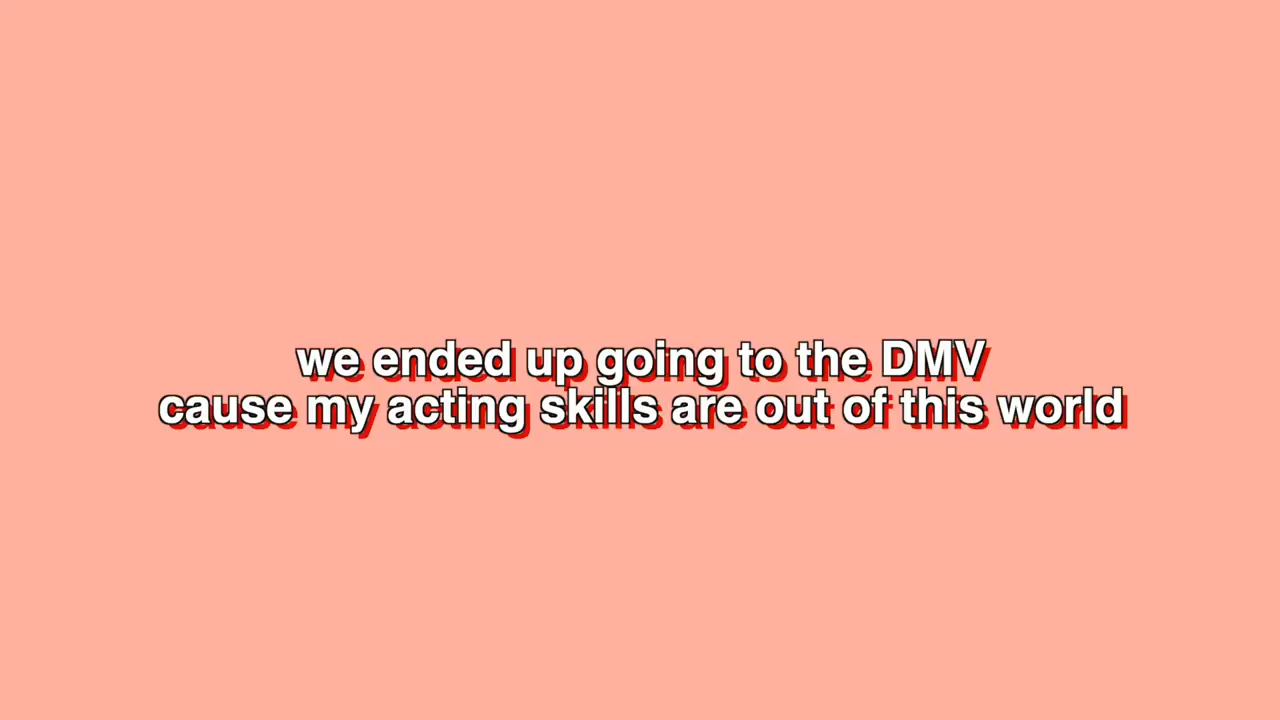 we ended up going to the DMV
cause my acting skills are out of this world